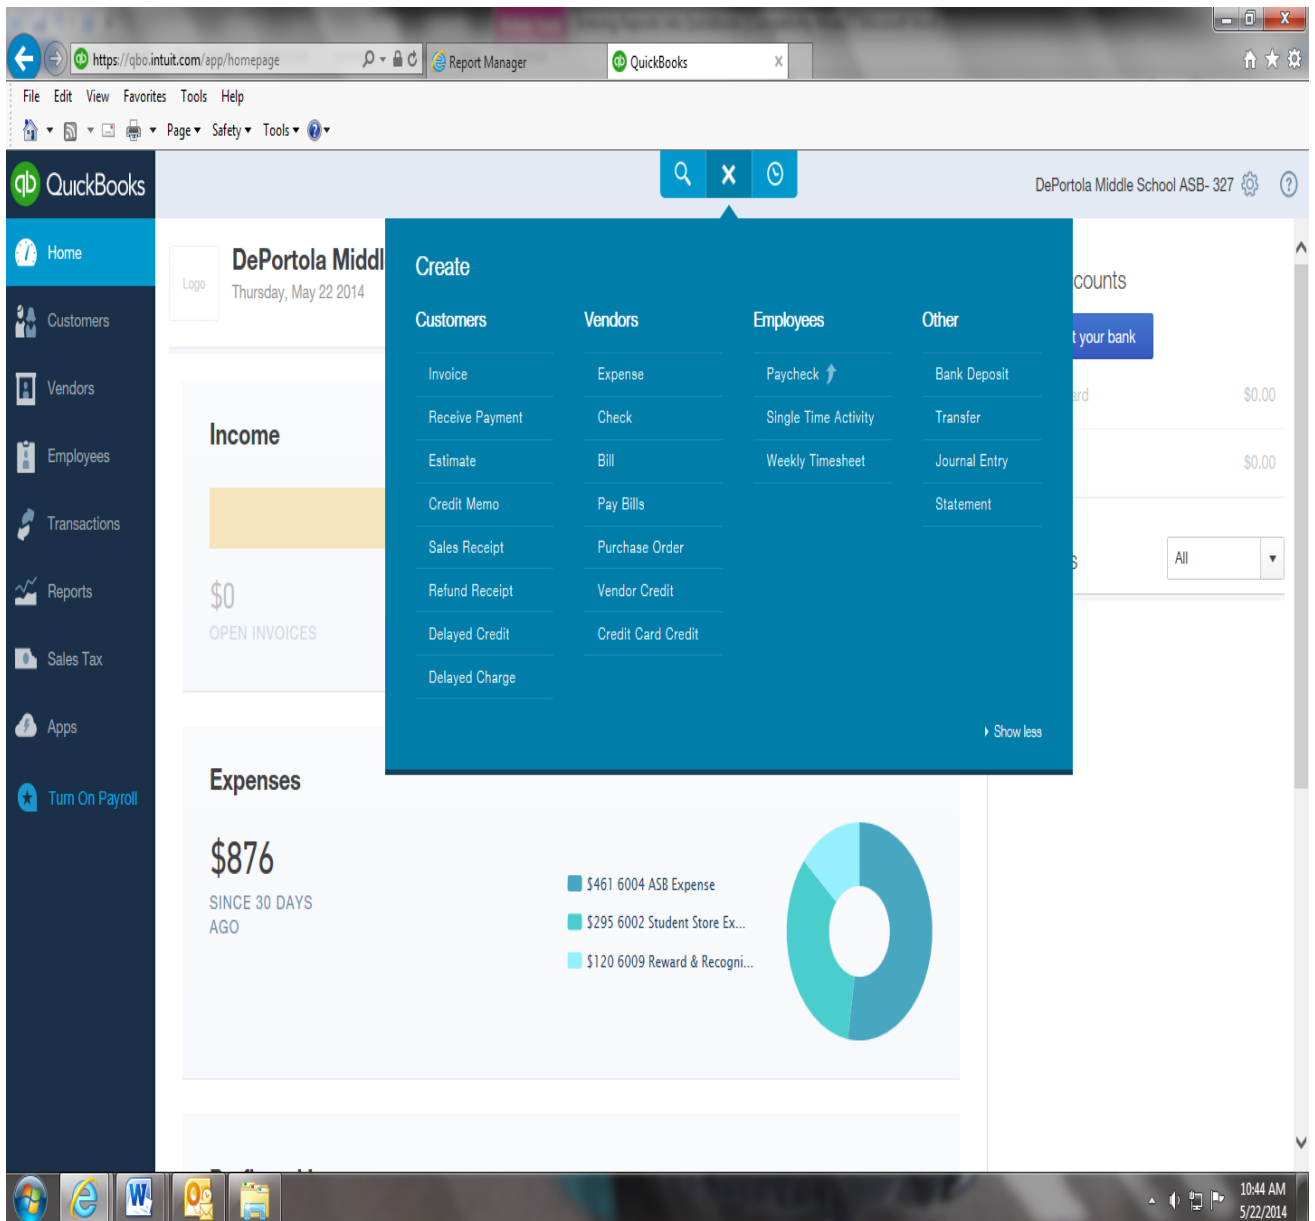 https://qbo.intuit.com/app/homepage
Report Manager
QuickBooks
File Edit View Favorites Tools Help
Page Safety Tools
qb QuickBooks
DePortola Middle School ASB- 327
Home
Customers
Vendors
Employees
Transactions
Reports
Sales Tax
Apps
Turn On Payroll
Logo
DePortola Middl
Thursday, May 22 2014
Create
Customers
Invoice
Receive Payment
Estimate
Credit Memo
Sales Receipt
Refund Receipt
Delayed Credit
Delayed Charge
Vendors
Expense
Check
Bill
Pay Bills
Purchase Order
Vendor Credit
Credit Card Credit
Employees
Paycheck
Single Time Activity
Weekly Timesheet
Other
Bank Deposit
Transfer
Journal Entry
Statement
Show less
counts
t your bank
ard $0.00
$0.00
All
Income
$0
OPEN INVOICES
Expenses
$876
SINCE 30 DAYS
AGO
$461 6004 ASB Expense
$295 6002 Student Store Ex...
$120 6009 Reward & Recogni...
10:44 AM
5/22/2014